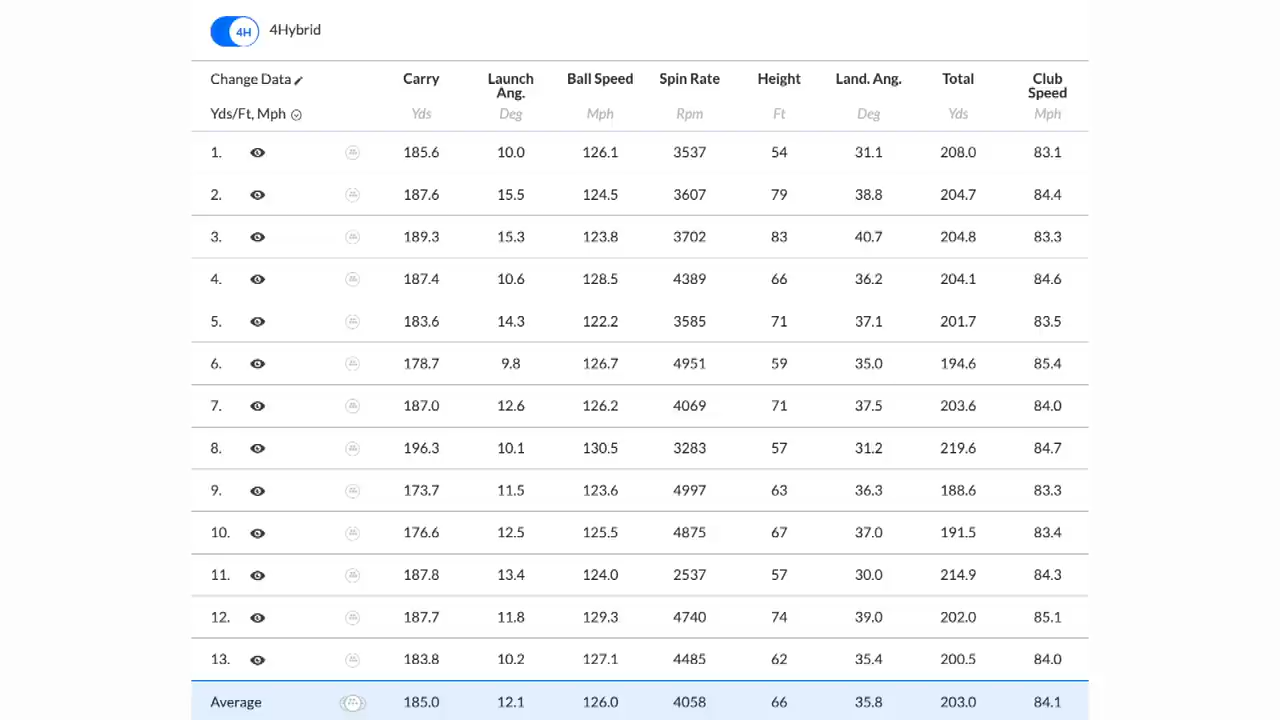 4H 4Hybrid
Change Data Carry Launch Ang. Ball Speed Spin Rate Height Land. Ang. Total Club Speed
Yds/Ft, Mph Yds Deg Mph Rpm Ft Deg Yds Mph
1. 185.6 10.0 126.1 3537 54 31.1 208.0 83.1
2. 187.6 15.5 124.5 3607 79 38.8 204.7 84.4
3. 189.3 15.3 123.8 3702 83 40.7 204.8 83.3
4. 187.4 10.6 128.5 4389 66 36.2 204.1 84.6
5. 183.6 14.3 122.2 3585 71 37.1 201.7 83.5
6. 178.7 9.8 126.7 4951 59 35.0 194.6 85.4
7. 187.0 12.6 126.2 4069 71 37.5 203.6 84.0
8. 196.3 10.1 130.5 3283 57 31.2 219.6 84.7
9. 173.7 11.5 123.6 4997 63 36.3 188.6 83.3
10. 176.6 12.5 125.5 4875 67 37.0 191.5 83.4
11. 187.8 13.4 124.0 2537 57 30.0 214.9 84.3
12. 187.7 11.8 129.3 4740 74 39.0 202.0 85.1
13. 183.8 10.2 127.1 4485 62 35.4 200.5 84.0
Average 185.0 12.1 126.0 4058 66 35.8 203.0 84.1